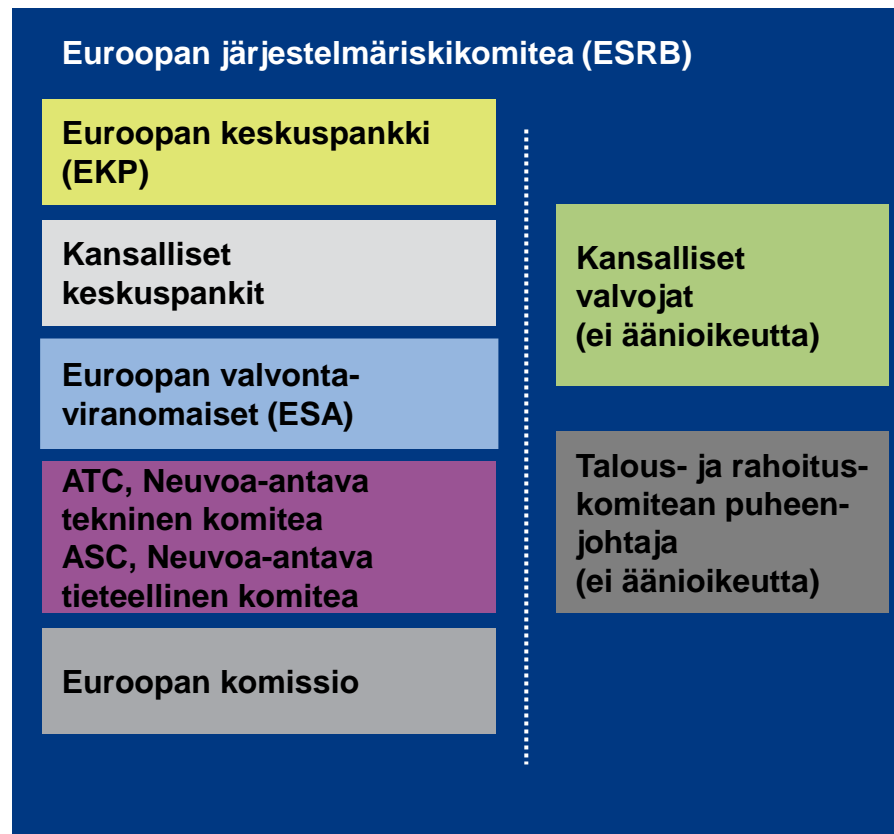 Euroopan järjestelmäriskikomitea (ESRB)
Euroopan keskuspankki
(EKP)
Kansalliset
keskuspankit
Euroopan valvonta-
viranomaiset (ESA)
ATC, Neuvoa-antava
tekninen komitea
ASC, Neuvoa-antava
tieteellinen komitea
Euroopan komissio
Kansalliset
valvojat
(ei äänioikeutta)
Talous- ja rahoitus-
komitean puheen-
johtaja
(ei äänioikeutta)